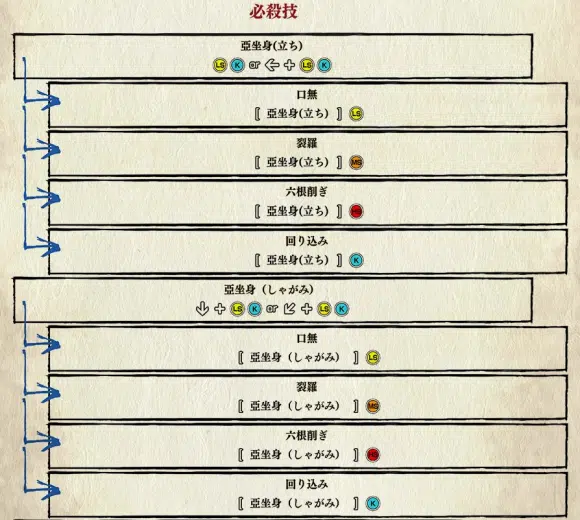 必殺技
亞坐身(立ち)
LS K or ← + LS K
口無
〚 亞坐身(立ち) 〛 LS
裂羅
〚 亞坐身(立ち) 〛 MS
六根削ぎ
〚 亞坐身(立ち) 〛 HS
回り込み
〚 亞坐身(立ち) 〛 K
亞坐身（しゃがみ）
↓ + LS K or ↙ + LS K
口無
〚 亞坐身（しゃがみ） 〛 LS
裂羅
〚 亞坐身（しゃがみ） 〛 MS
六根削ぎ
〚 亞坐身（しゃがみ） 〛 HS
回り込み
〚 亞坐身（しゃがみ） 〛 K